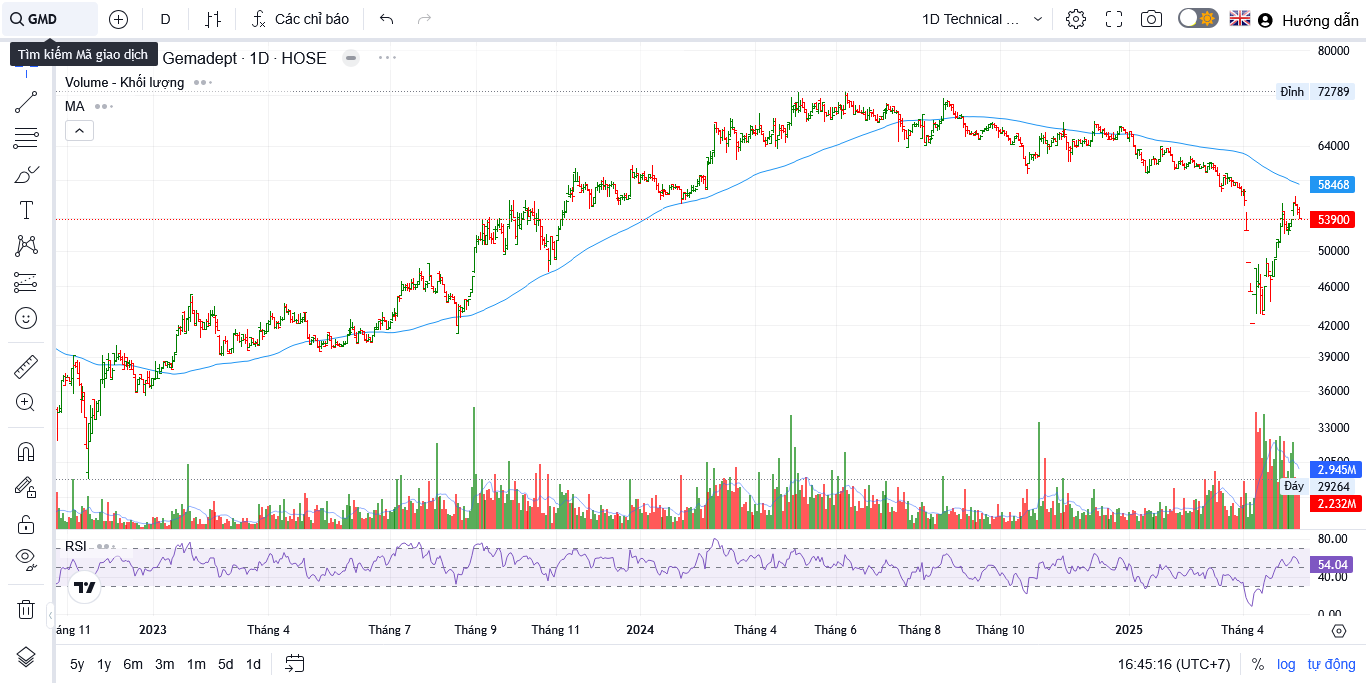 GMD
D
Các chỉ báo
1D Technical ...
Hướng dẫn
Tìm kiếm Mã giao dịch
Gemadept · 1D · HOSE
Volume - Khối lượng
MA
80000
Đỉnh 72789
64000
58468
53900
50000
46000
42000
39000
36000
33000
2.945M
Đáy 29264
2.232M
RSI
80.00
54.04
40.00
0.00
áng 11 2023 Tháng 4 Tháng 7 Tháng 9 Tháng 11 2024 Tháng 4 Tháng 6 Tháng 8 Tháng 10 2025 Tháng 4
5y 1y 6m 3m 1m 5d 1d
16:45:16 (UTC+7) % log tự động